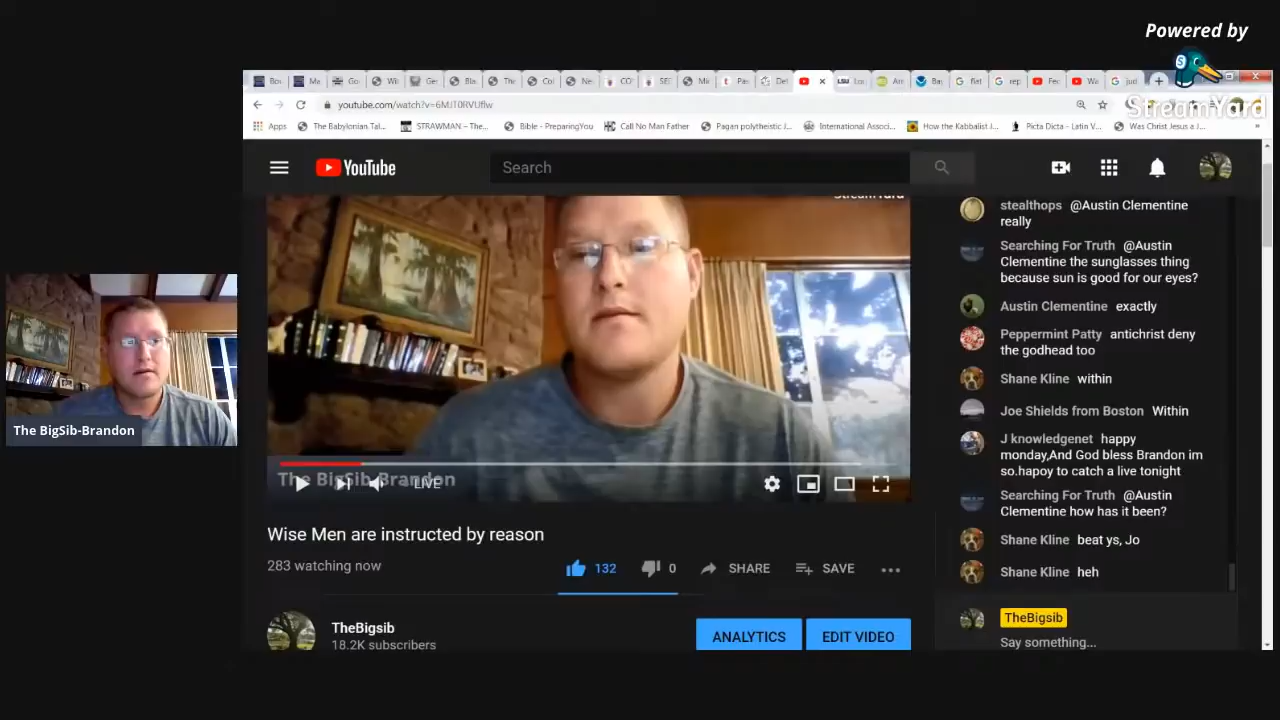 Powered by
StreamYard
youtube.com/watch?v=6MJT0RVUflw
Apps
The Babylonian Tal...
STRAWMAN – The...
Bible - PreparingYou
Call No Man Father
Pagan polytheistic J...
International Associ...
How the Kabbalist J...
Picta Dicta - Latin V...
Was Christ Jesus a J...
YouTube
Search
The BigSib-Brandon
LIVE
The BigSib-Brandon
Wise Men are instructed by reason
283 watching now
132
0
SHARE
SAVE
TheBigsib
18.2K subscribers
ANALYTICS
EDIT VIDEO
stealthops @Austin Clementine
really
Searching For Truth @Austin
Clementine the sunglasses thing
because sun is good for our eyes?
Austin Clementine exactly
Peppermint Patty antichrist deny
the godhead too
Shane Kline within
Joe Shields from Boston Within
J knowledgenet happy
monday,And God bless Brandon im
so.hapoy to catch a live tonight
Searching For Truth @Austin
Clementine how has it been?
Shane Kline beat ys, Jo
Shane Kline heh
TheBigsib
Say something...